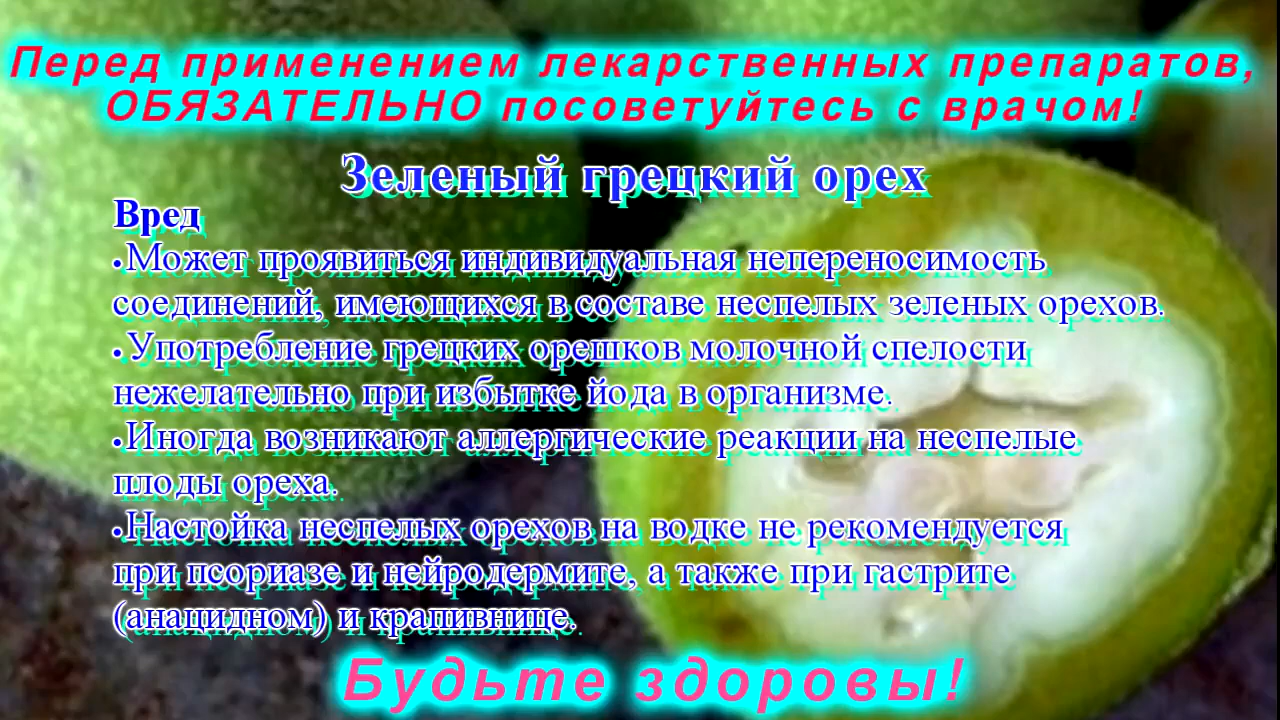 Перед применением лекарственных препаратов,
ОБЯЗАТЕЛЬНО посоветуйтесь с врачом!
Зеленый грецкий орех
Вред
•Может проявиться индивидуальная непереносимость
соединений, имеющихся в составе неспелых зеленых орехов.
•Употребление грецких орешков молочной спелости
нежелательно при избытке йода в организме.
•Иногда возникают аллергические реакции на неспелые
плоды ореха.
•Настойка неспелых орехов на водке не рекомендуется
при псориазе и нейродермите, а также при гастрите
(анацидном) и крапивнице.
Будьте здоровы!